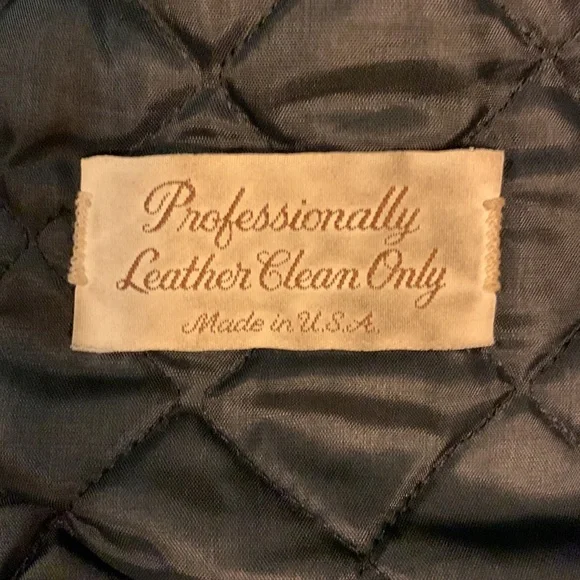 Professionally
Leather Clean Only
Made in U.S.A.